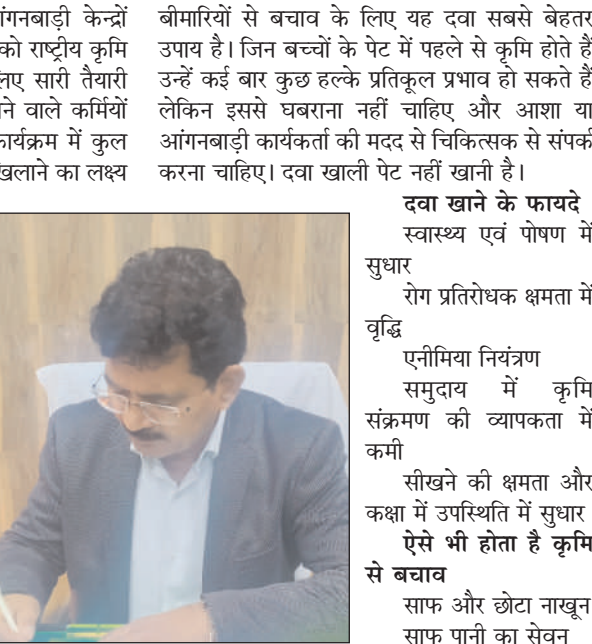 ंगनबाड़ी केन्द्रों
को राष्ट्रीय कृमि
लिए सारी तैयारी
ने वाले कर्मियों
कार्यक्रम में कुल
खिलाने का लक्ष्य
बीमारियों से बचाव के लिए यह दवा सबसे बेहतर
उपाय है। जिन बच्चों के पेट में पहले से कृमि होते हैं
उन्हें कई बार कुछ हल्के प्रतिकूल प्रभाव हो सकते हैं
लेकिन इससे घबराना नहीं चाहिए और आशा या
आंगनबाड़ी कार्यकर्ता की मदद से चिकित्सक से संपर्क
करना चाहिए। दवा खाली पेट नहीं खानी है।
दवा खाने के फायदे
स्वास्थ्य एवं पोषण में
सुधार
रोग प्रतिरोधक क्षमता में
वृद्धि
एनीमिया नियंत्रण
समुदाय में कृमि
संक्रमण की व्यापकता में
कमी
सीखने की क्षमता और
कक्षा में उपस्थिति में सुधार
ऐसे भी होता है कृमि
से बचाव
साफ और छोटा नाखून
साफ पानी का सेवन